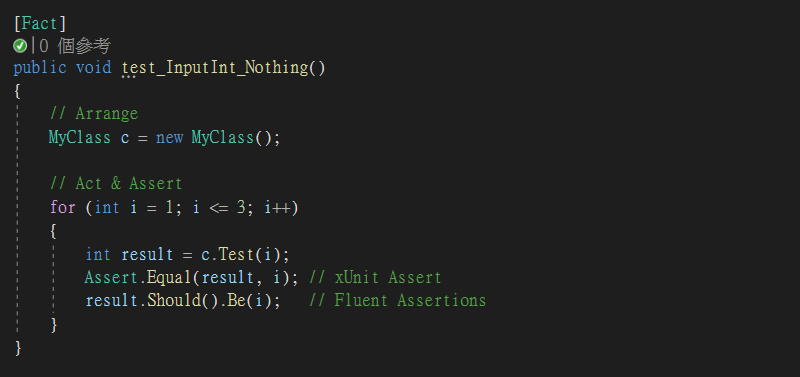 [Fact]
|0 個參考
public void test_InputInt_Nothing()
{
// Arrange
MyClass c = new MyClass();
// Act & Assert
for (int i = 1; i <= 3; i++)
{
int result = c.Test(i);
Assert.Equal(result, i); // xUnit Assert
result.Should().Be(i); // Fluent Assertions
}
}